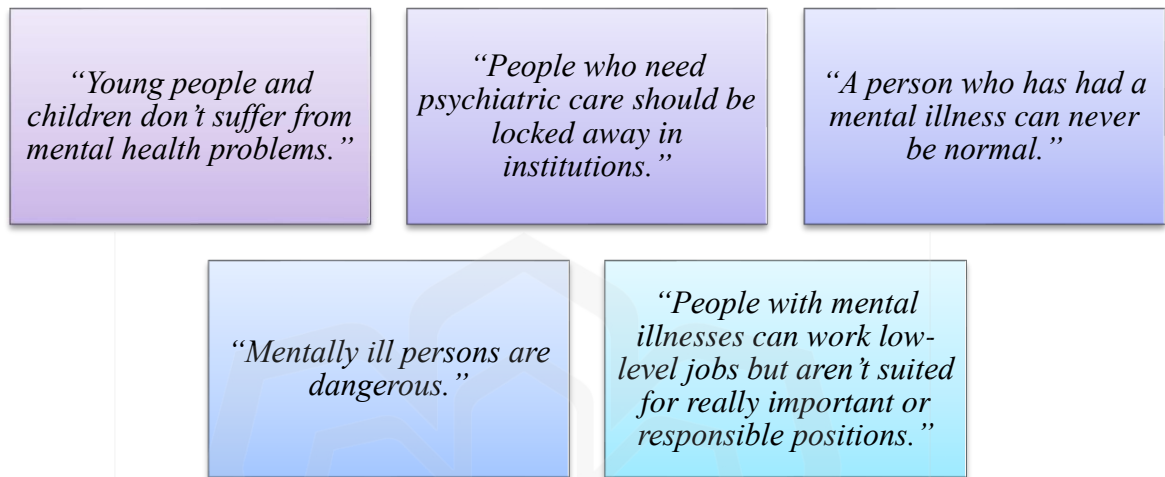 “Young people and
children don’t suffer from
mental health problems.”
“People who need
psychiatric care should be
locked away in
institutions.”
“A person who has had a
mental illness can never
be normal.”
“Mentally ill persons are
dangerous.”
“People with mental
illnesses can work low-
level jobs but aren’t suited
for really important or
responsible positions.”